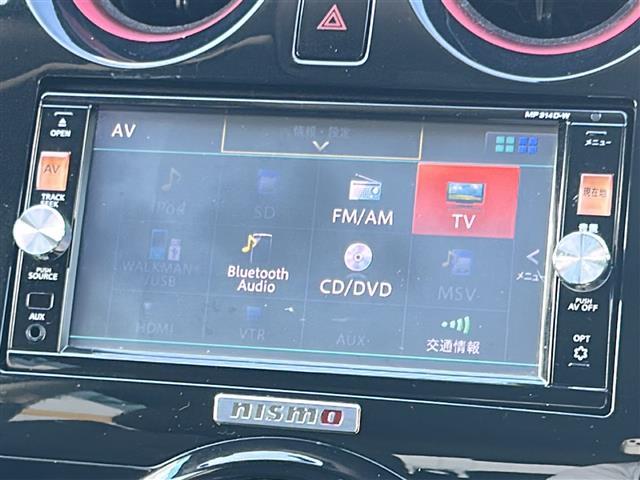 MP314D-W
OPEN
AV
情報・設定
メニュー
AV
TRACK
SEEK
iPod
SD
FM/AM
TV
現在地
音声
WALKMAN
/USB
Bluetooth
Audio
CD/DVD
MSV
<
メニュー
PUSH
SOURCE
PUSH
AV OFF
AUX
HDMI
VTR
AUX
交通情報
OPT
nismo